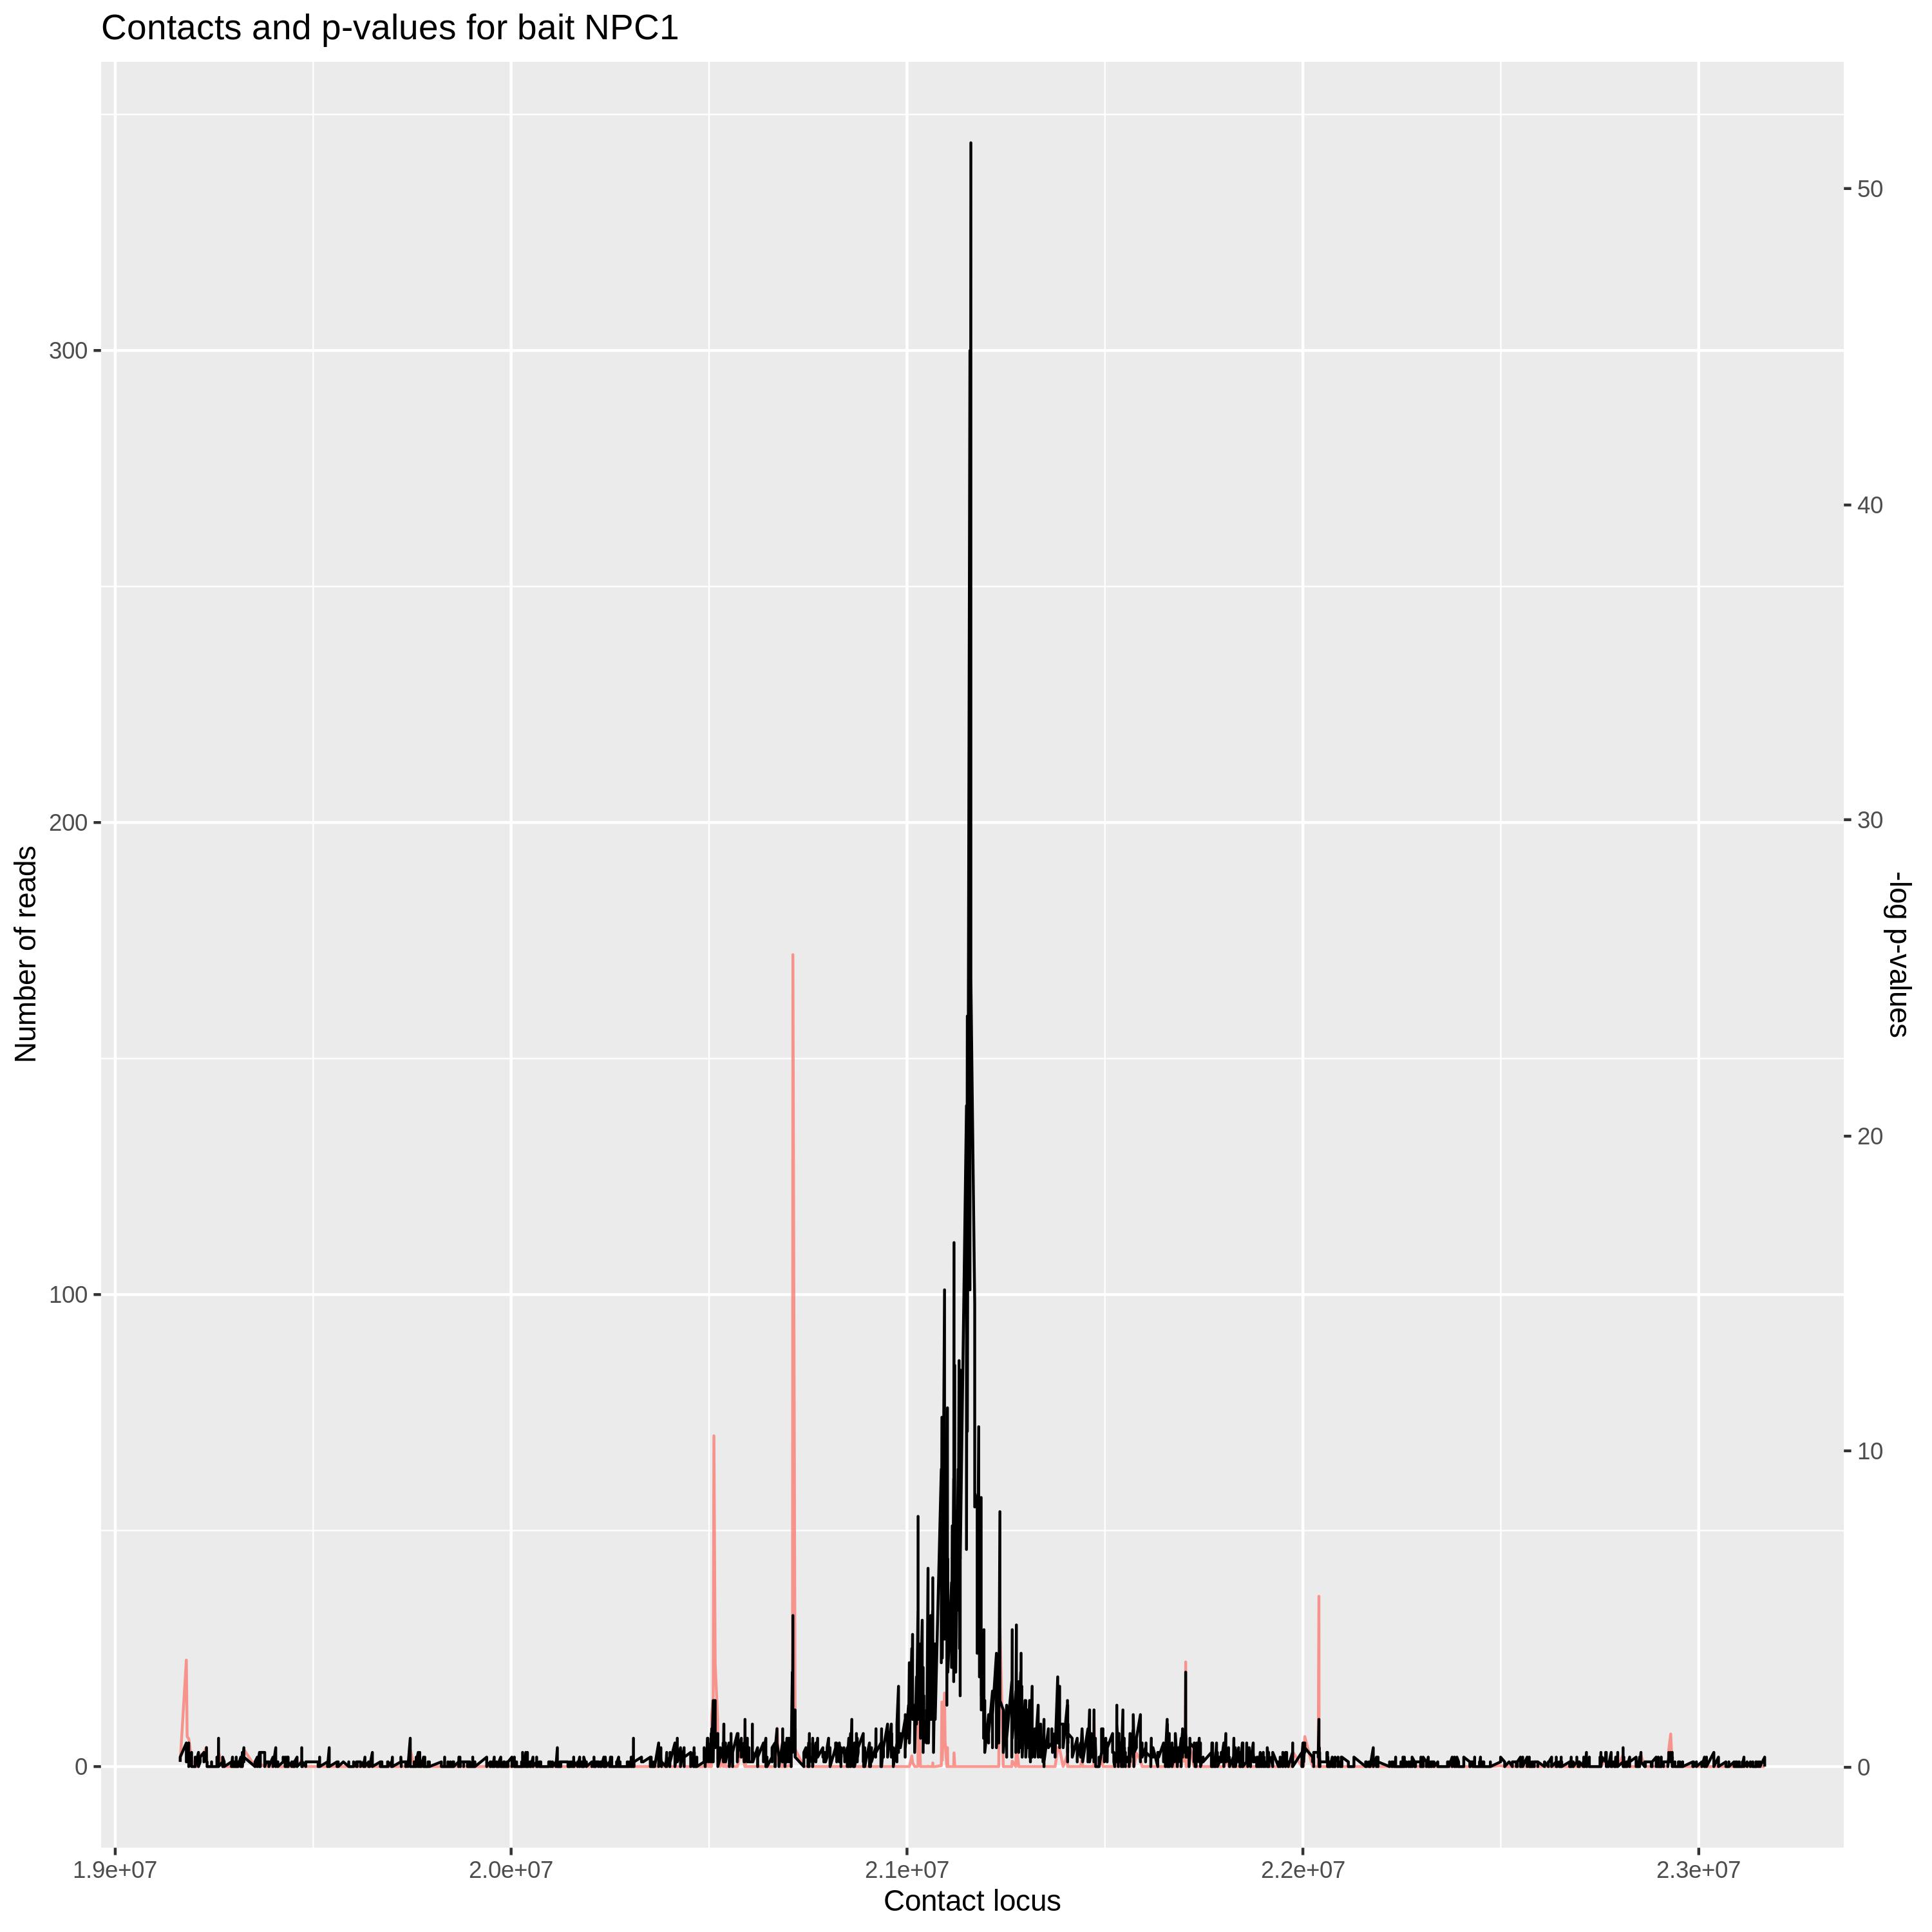 Contacts and p-values for bait NPC1
300
200
100
0
Number of reads
50
40
30
20
10
0
-log p-values
1.9e+07
2.0e+07
2.1e+07
2.2e+07
2.3e+07
Contact locus